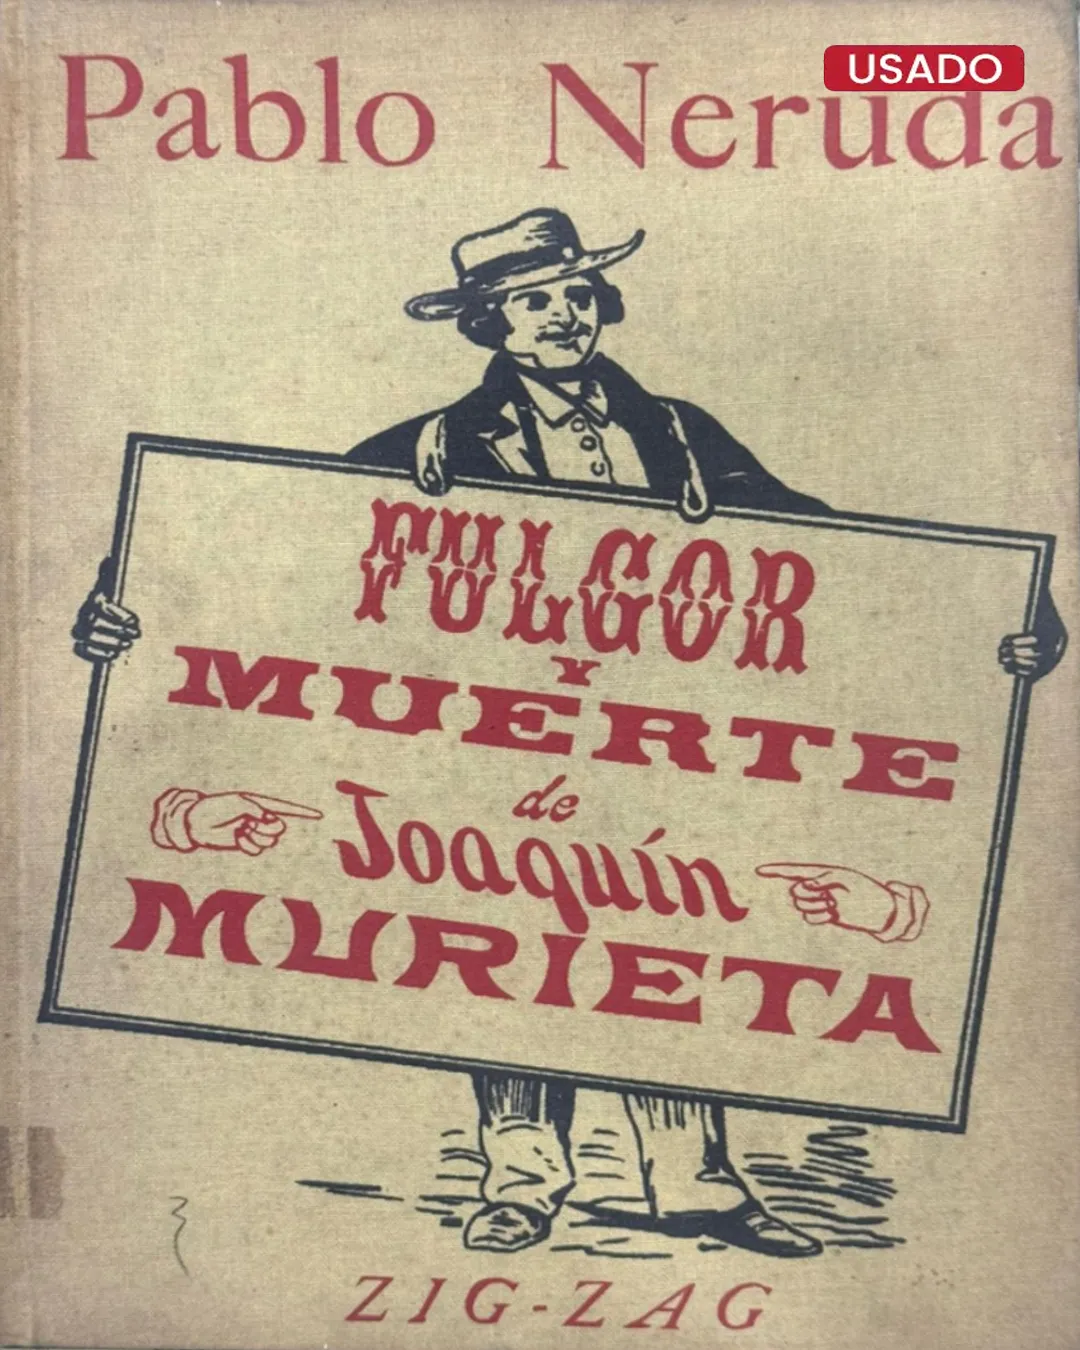 USADO
Pablo Neruda
FULGOR
Y
MUERTE
de
Joaquín
MURIETA
ZIG-ZAG